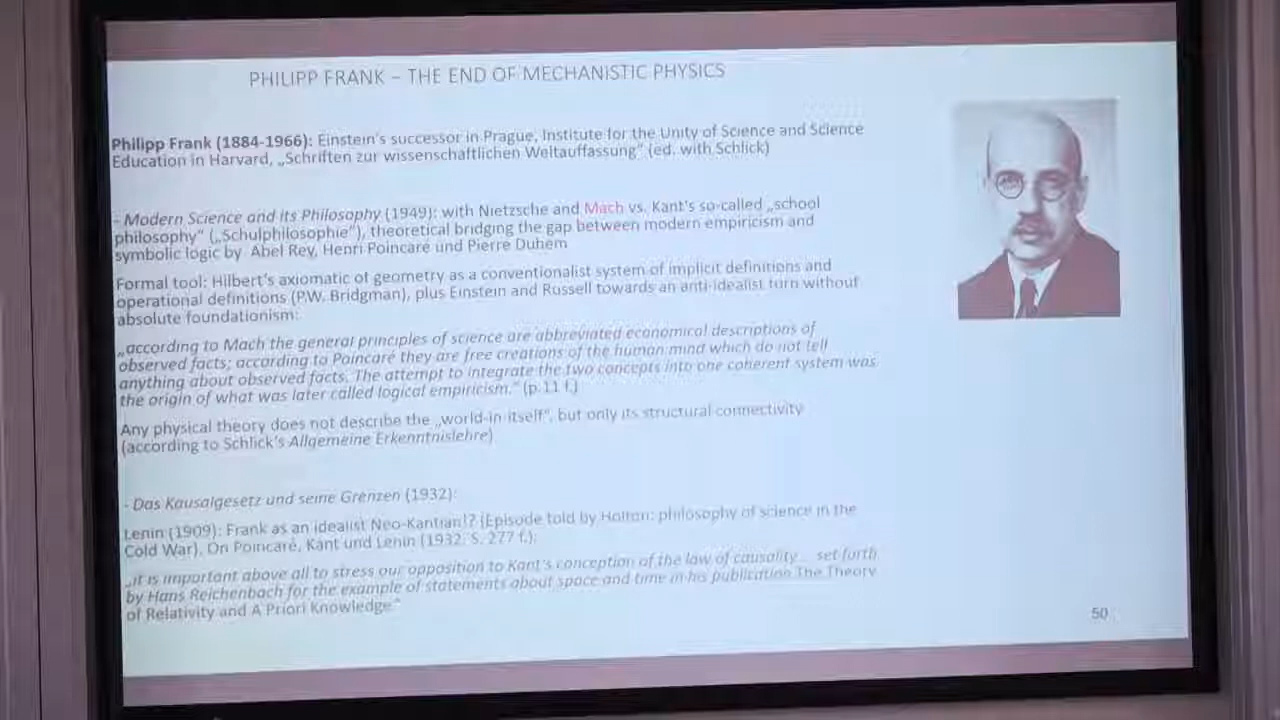 PHILIPP FRANK – THE END OF MECHANISTIC PHYSICS
Philipp Frank (1884-1966): Einstein's successor in Prague, Institute for the Unity of Science and Science
Education in Harvard, „Schriften zur wissenschaftlichen Weltauffassung“ (ed. with Schlick)
- Modern Science and its Philosophy (1949): with Nietzsche and Mach vs. Kant's so-called „school
philosophy“ („Schulphilosophie“), theoretical bridging the gap between modern empiricism and
symbolic logic by Abel Rey, Henri Poincaré und Pierre Duhem
Formal tool: Hilbert's axiomatic of geometry as a conventionalist system of implicit definitions and
operational definitions (P.W. Bridgman), plus Einstein and Russell towards an anti-idealist turn without
absolute foundationism:
„according to Mach the general principles of science are abbreviated economical descriptions of
observed facts; according to Poincaré they are free creations of the human mind which do not tell
anything about observed facts. The attempt to integrate the two concepts into one coherent system was
the origin of what was later called logical empiricism.“ (p.11 f.)
Any physical theory does not describe the „world-in-itself“, but only its structural connectivity
(according to Schlick's Allgemeine Erkenntnislehre)
- Das Kausalgesetz und seine Grenzen (1932):
Lenin (1909): Frank as an idealist Neo-Kantian!? (Episode told by Holton: philosophy of science in the
Cold War). On Poincaré, Kant und Lenin (1932, S. 277 f.):
„it is important above all to stress our opposition to Kant's conception of the law of causality... set forth
by Hans Reichenbach for the example of statements about space and time in his publication The Theory
of Relativity and A Priori Knowledge.“
50